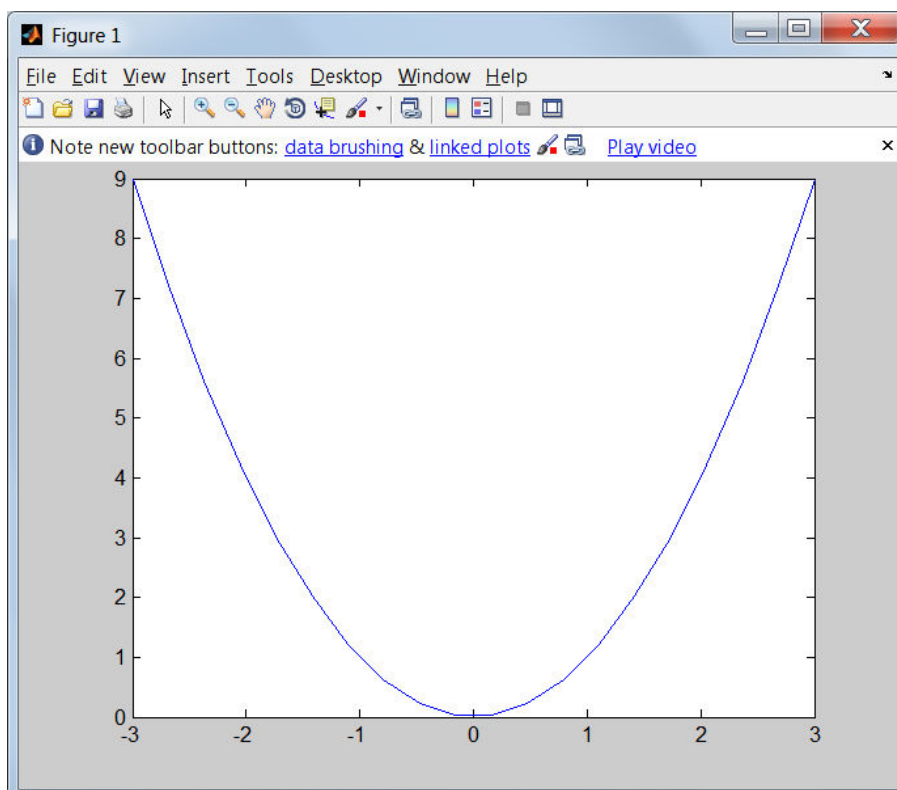 Figure 1
File Edit View Insert Tools Desktop Window Help
Note new toolbar buttons: data brushing & linked plots Play video
9
8
7
6
5
4
3
2
1
0
-3 -2 -1 0 1 2 3